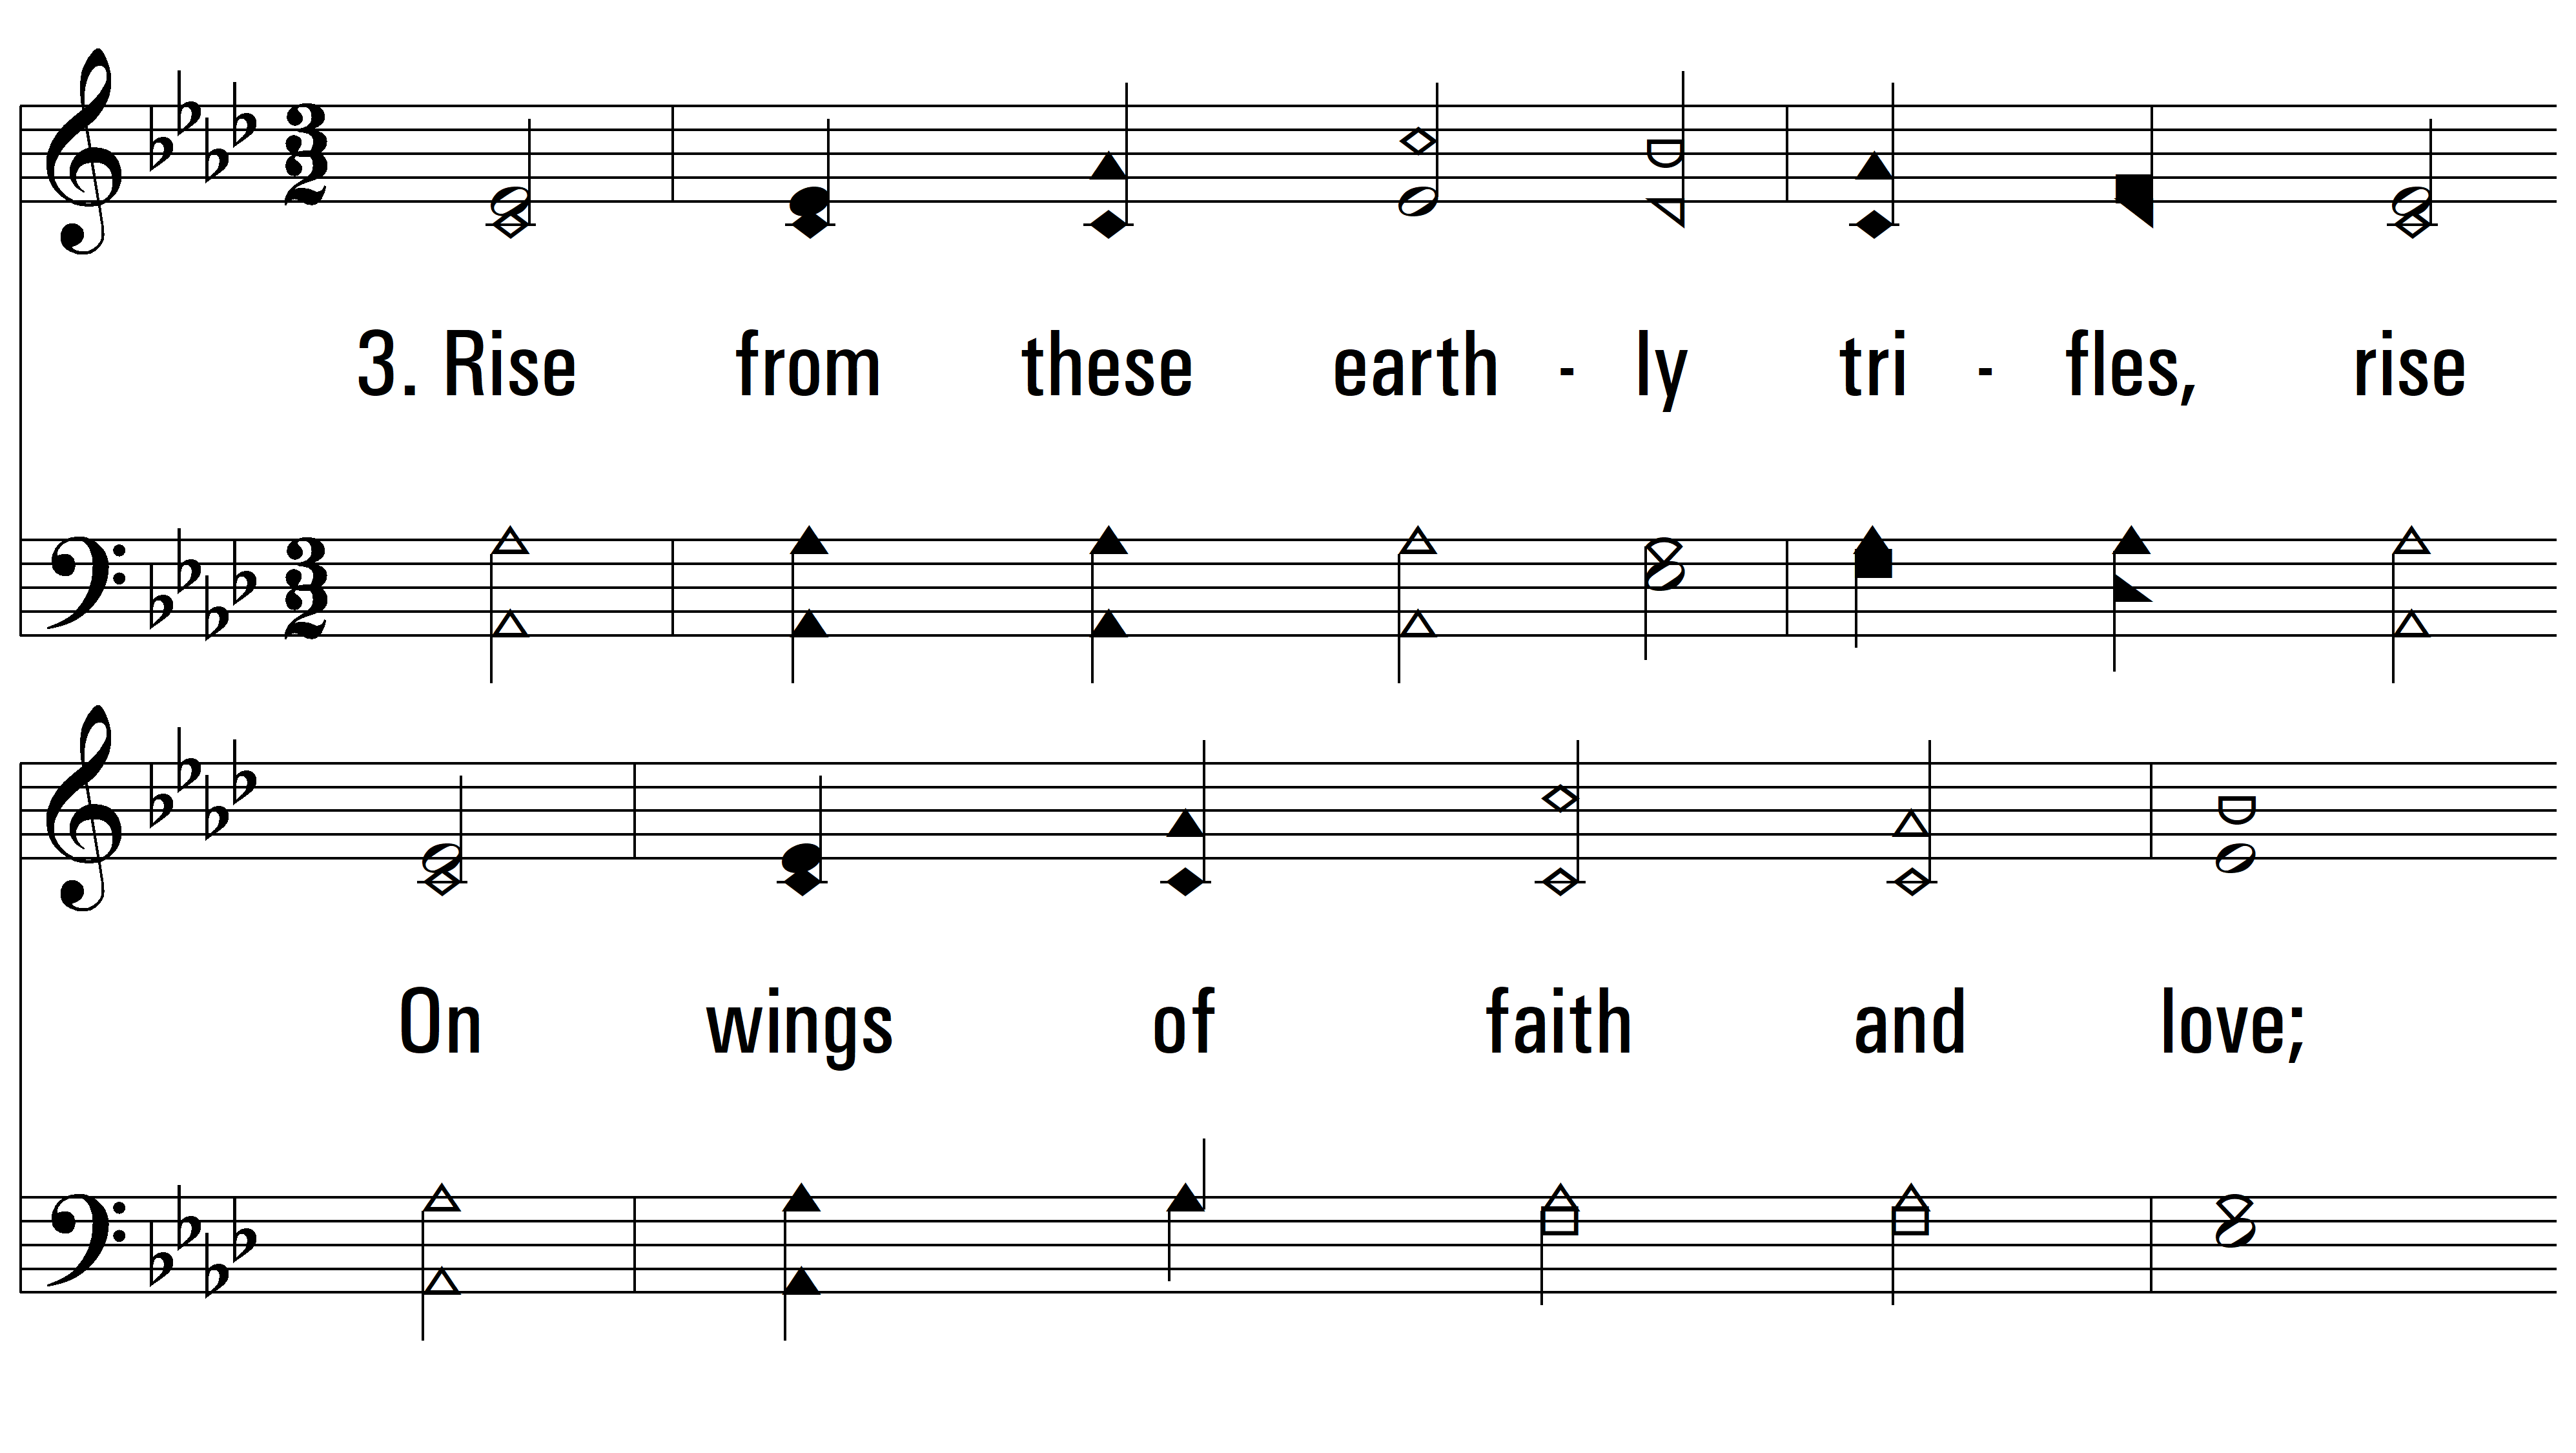 3. Rise from these earth - ly tri - fles, rise
On wings of faith and love;